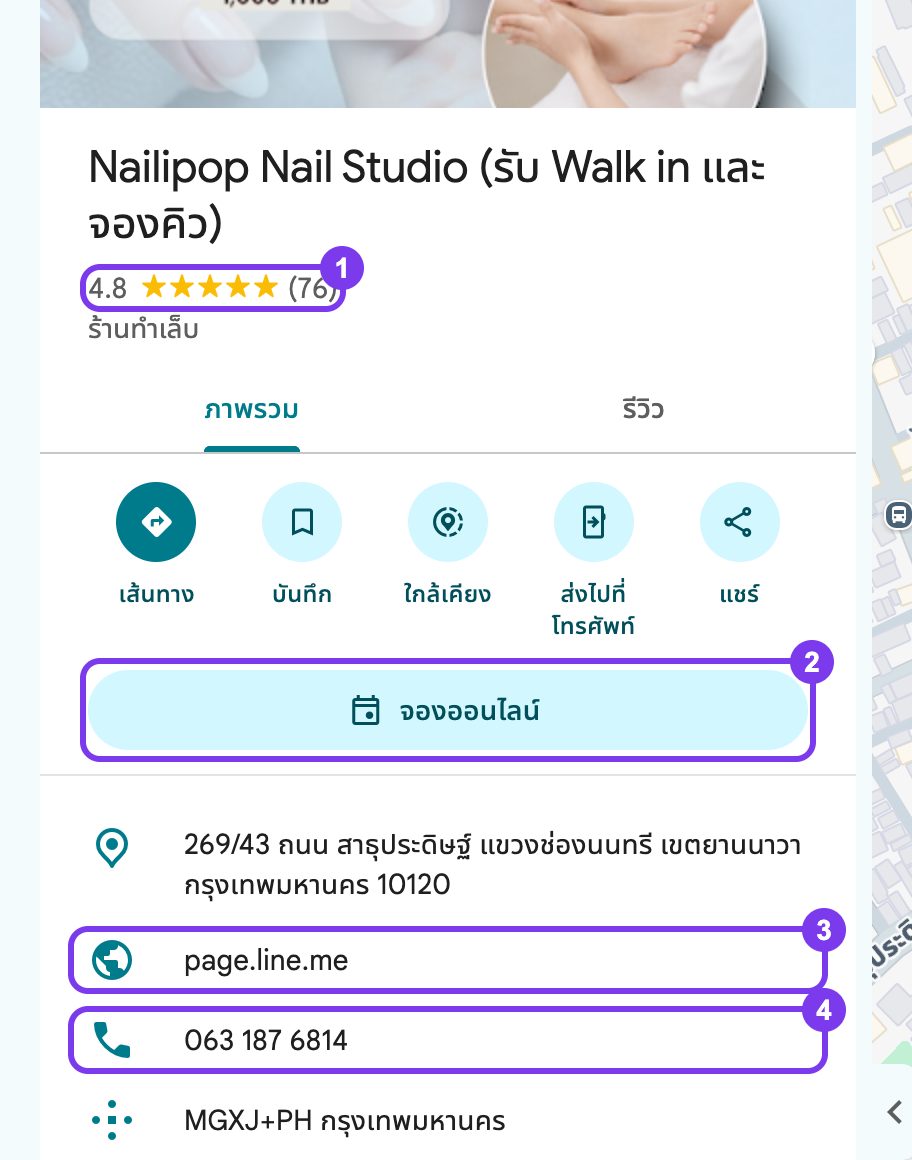 1,000 THB
Nailipop Nail Studio (รับ Walk in และ
จองคิว)
1
4.8 (76)
ร้านทำเล็บ
ภาพรวม รีวิว
เส้นทาง บันทึก ใกล้เคียง ส่งไปที่ แชร์
โทรศัพท์
2
จองออนไลน์
269/43 ถนน สาธุประดิษฐ์ แขวงช่องนนทรี เขตยานนาวา
กรุงเทพมหานคร 10120
3
page.line.me
4
063 187 6814
MGXJ+PH กรุงเทพมหานคร